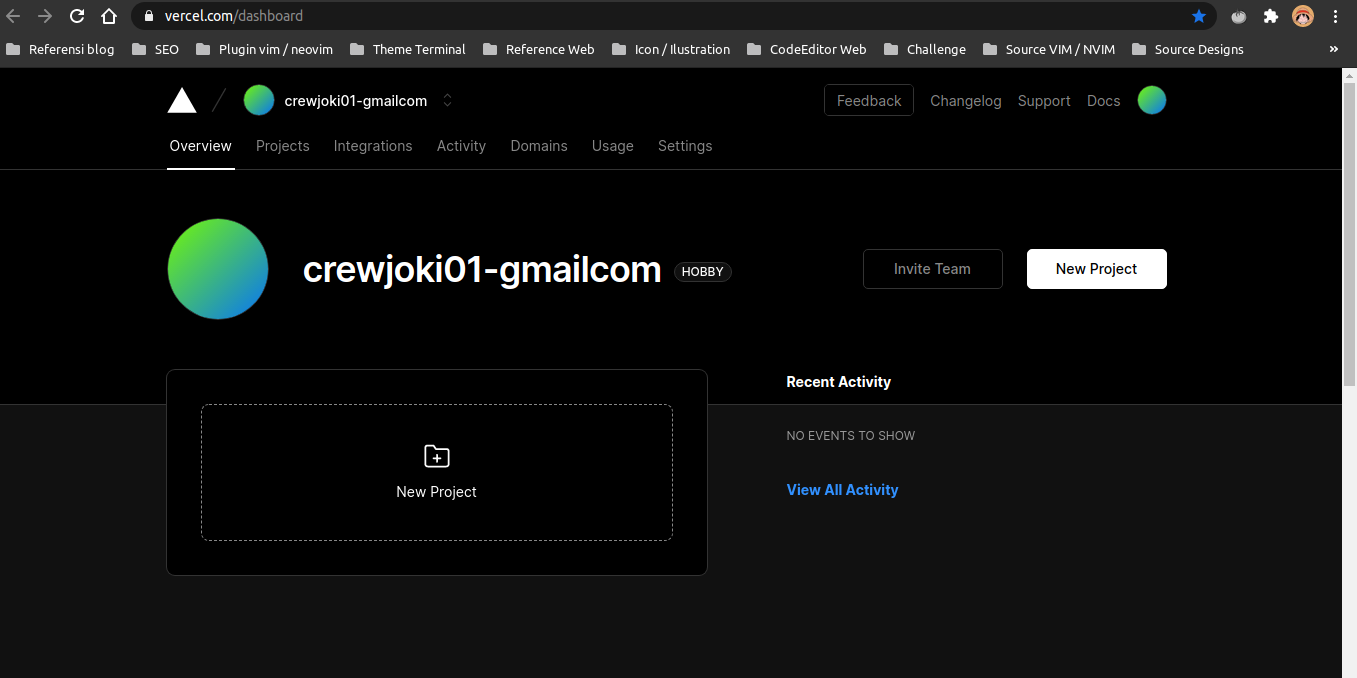 vercel.com/dashboard
Referensi blog SEO Plugin vim / neovim Theme Terminal Reference Web Icon / Ilustration CodeEditor Web Challenge Source VIM / NVIM Source Designs »
crewjoki01-gmailcom Feedback Changelog Support Docs
Overview Projects Integrations Activity Domains Usage Settings
crewjoki01-gmailcom HOBBY Invite Team New Project
Recent Activity
NO EVENTS TO SHOW
New Project
View All Activity